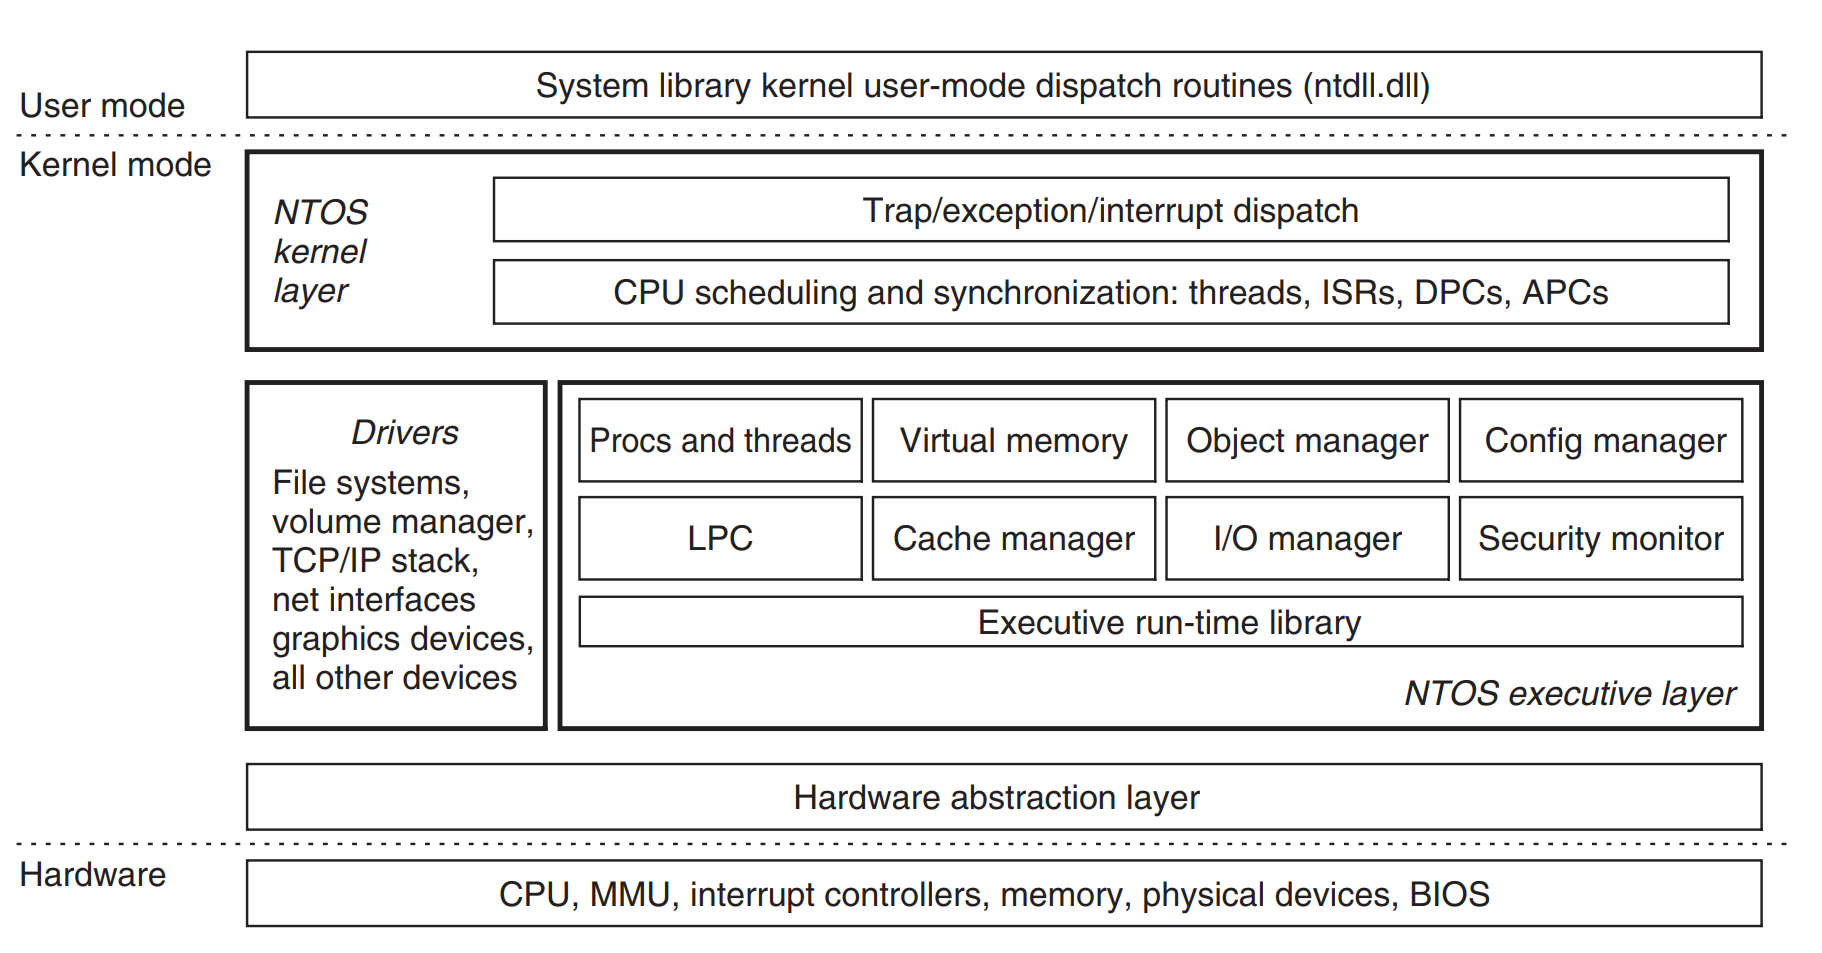 System library kernel user-mode dispatch routines (ntdll.dll)
User mode
Kernel mode
NTOS
kernel
layer
Trap/exception/interrupt dispatch
CPU scheduling and synchronization: threads, ISRs, DPCs, APCs
Drivers
File systems,
volume manager,
TCP/IP stack,
net interfaces
graphics devices,
all other devices
Procs and threads
Virtual memory
Object manager
Config manager
LPC
Cache manager
I/O manager
Security monitor
Executive run-time library
NTOS executive layer
Hardware abstraction layer
Hardware
CPU, MMU, interrupt controllers, memory, physical devices, BIOS